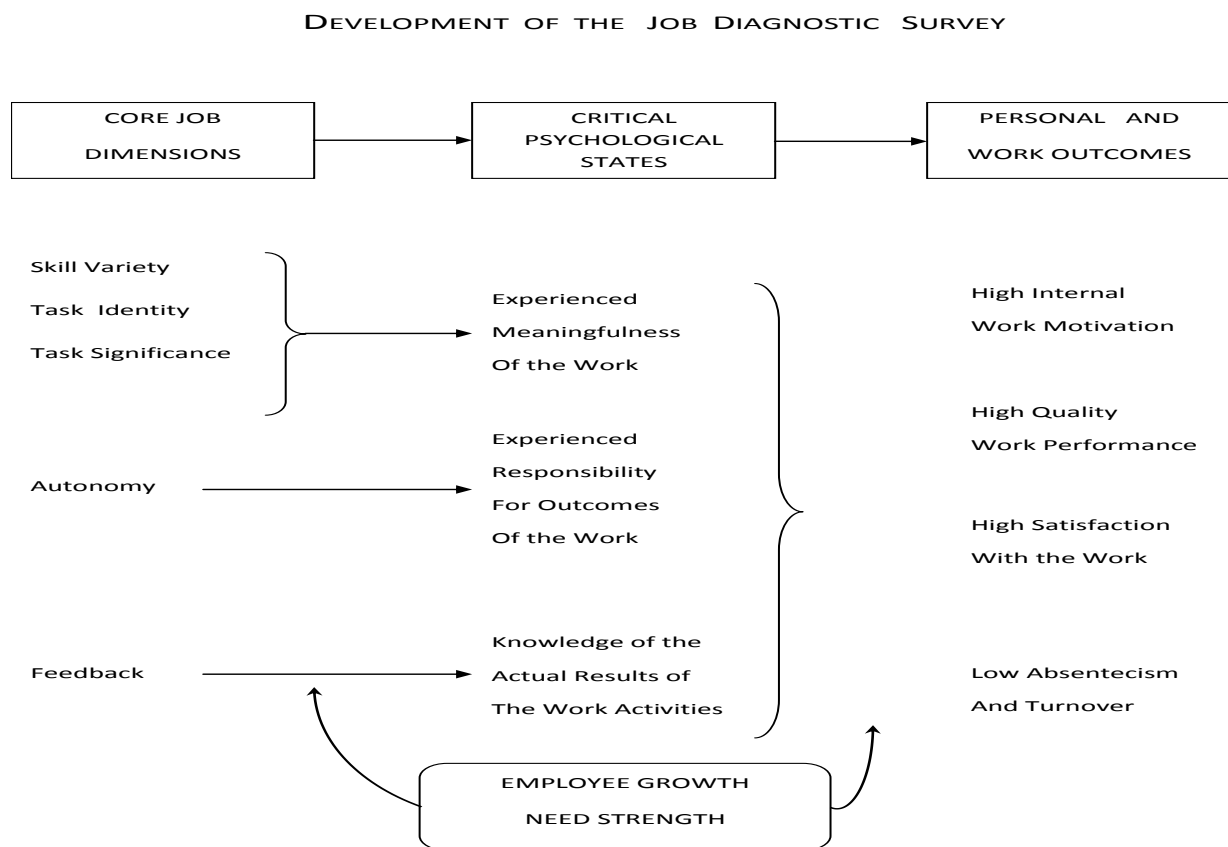 DEVELOPMENT OF THE JOB DIAGNOSTIC SURVEY
CORE JOB
DIMENSIONS
CRITICAL
PSYCHOLOGICAL
STATES
PERSONAL AND
WORK OUTCOMES
Skill Variety
Task Identity
Task Significance
Experienced
Meaningfulness
Of the Work
High Internal
Work Motivation
High Quality
Work Performance
Autonomy
Experienced
Responsibility
For Outcomes
Of the Work
High Satisfaction
With the Work
Feedback
Knowledge of the
Actual Results of
The Work Activities
Low Absentecism
And Turnover
EMPLOYEE GROWTH
NEED STRENGTH